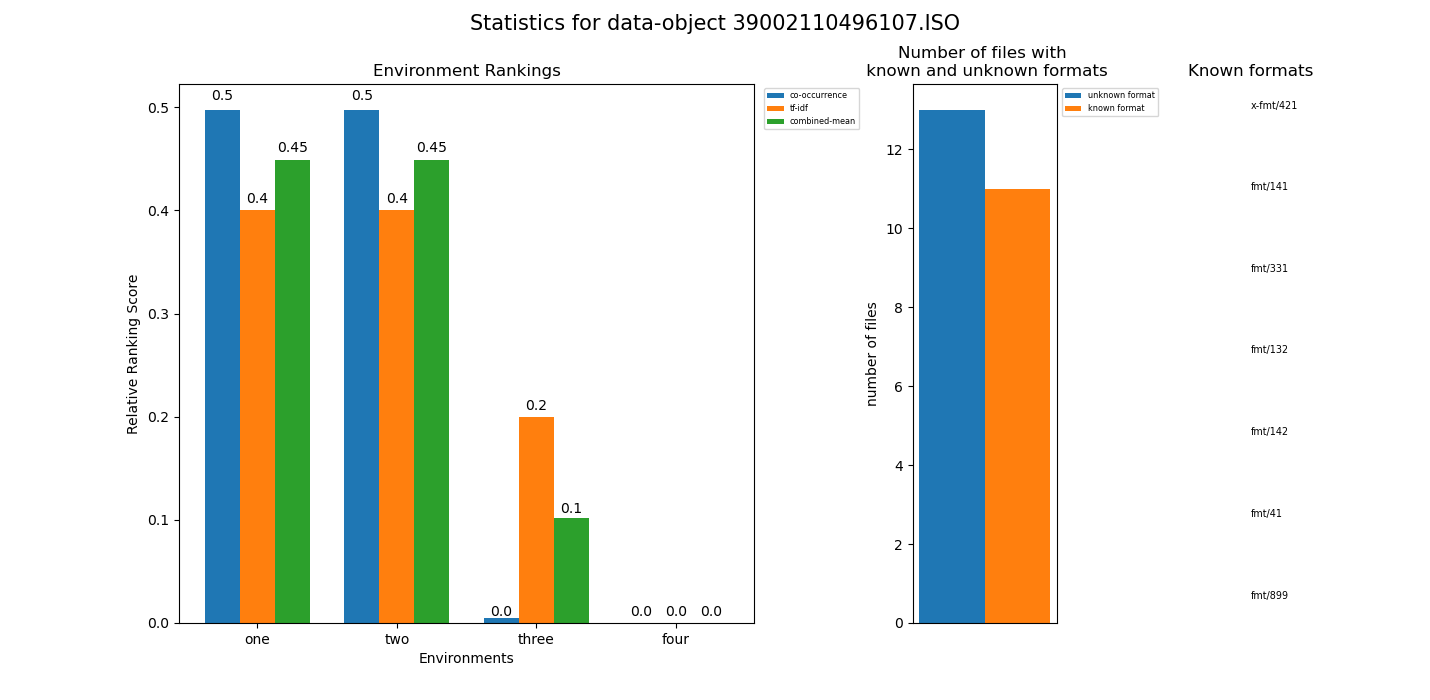 Statistics for data-object 39002110496107.ISO
Environment Rankings
Relative Ranking Score
0.5
0.4
0.3
0.2
0.1
0.0
0.5
0.4
0.45
0.5
0.4
0.45
0.0
0.2
0.1
0.0
0.0
0.0
one
two
three
four
Environments
co-occurrence
tf-idf
combined-mean
Number of files with
known and unknown formats
number of files
12
10
8
6
4
2
0
unknown format
known format
Known formats
x-fmt/421
fmt/141
fmt/331
fmt/132
fmt/142
fmt/41
fmt/899